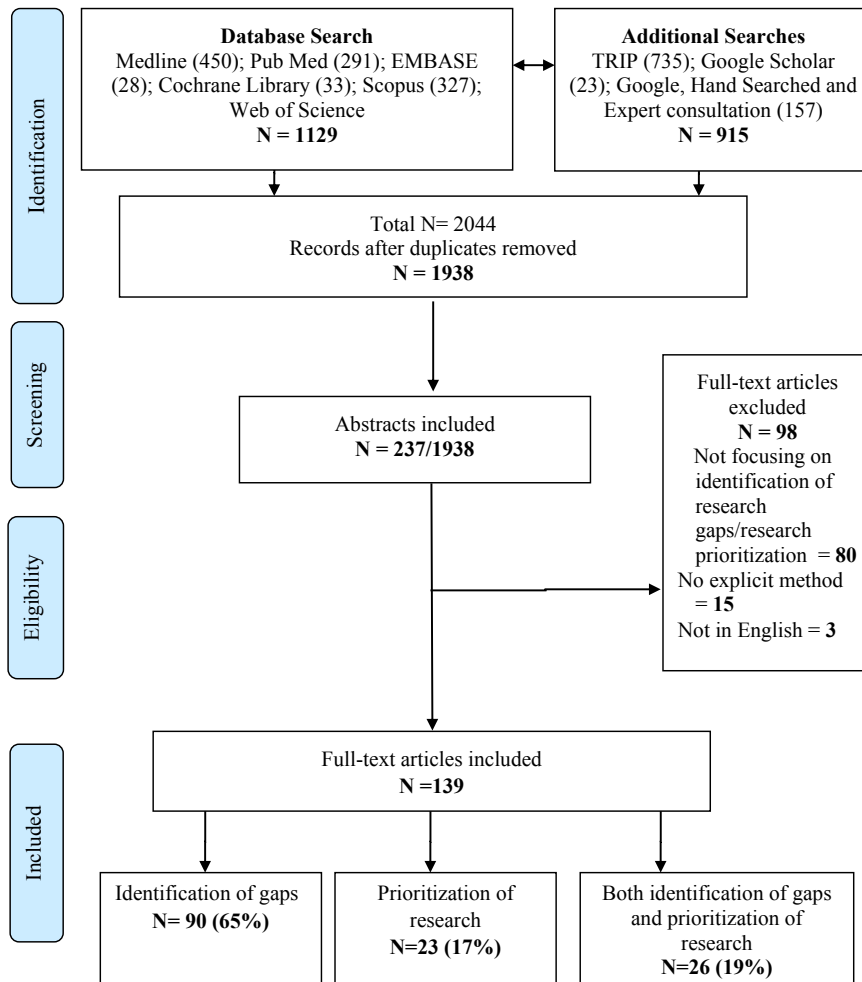 Identification
Database Search
Medline (450); Pub Med (291); EMBASE
(28); Cochrane Library (33); Scopus (327);
Web of Science
N = 1129
Additional Searches
TRIP (735); Google Scholar
(23); Google, Hand Searched and
Expert consultation (157)
N = 915
Total N= 2044
Records after duplicates removed
N = 1938
Screening
Abstracts included
N = 237/1938
Full-text articles
excluded
N = 98
Not focusing on
identification of
research
gaps/research
prioritization = 80
No explicit method
= 15
Not in English = 3
Eligibility
Included
Full-text articles included
N =139
Identification of gaps
N= 90 (65%)
Prioritization of
research
N=23 (17%)
Both identification of gaps
and prioritization of
research
N=26 (19%)